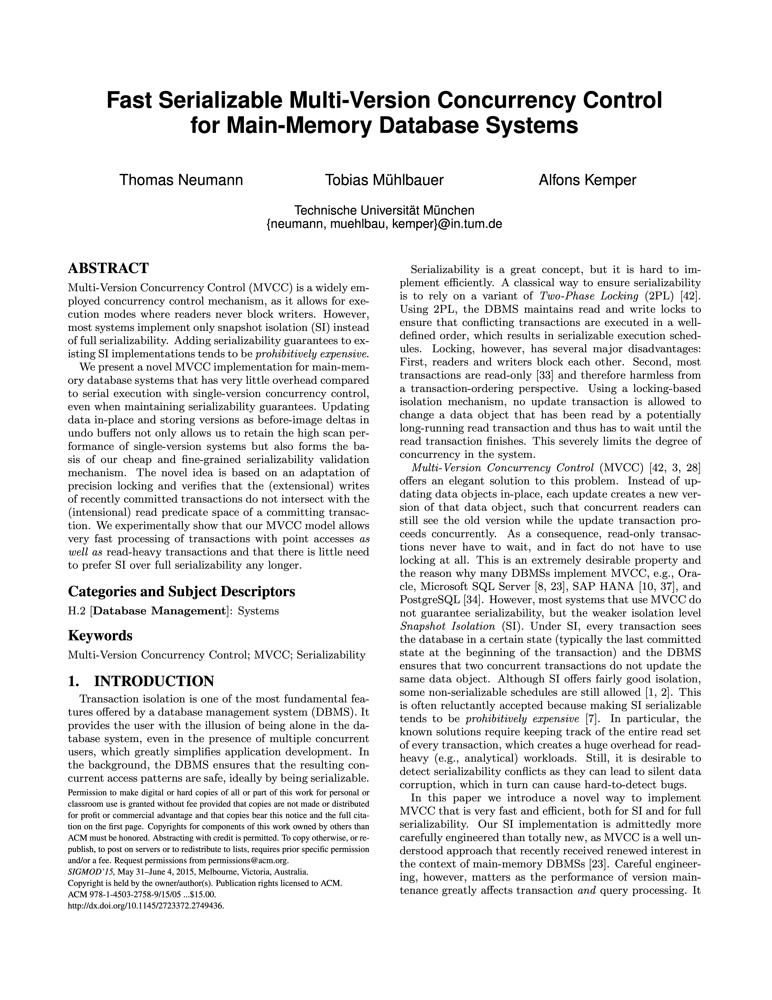 Fast Serializable Multi-Version Concurrency Control
for Main-Memory Database Systems
Thomas Neumann Tobias Mühlbauer Alfons Kemper
Technische Universität München
{neumann, muehlbau, kemper}@in.tum.de
ABSTRACT
Multi-Version Concurrency Control (MVCC) is a widely em-
ployed concurrency control mechanism, as it allows for exe-
cution modes where readers never block writers. However,
most systems implement only snapshot isolation (SI) instead
of full serializability. Adding serializability guarantees to ex-
isting SI implementations tends to be prohibitively expensive.
We present a novel MVCC implementation for main-mem-
ory database systems that has very little overhead compared
to serial execution with single-version concurrency control,
even when maintaining serializability guarantees. Updating
data in-place and storing versions as before-image deltas in
undo buffers not only allows us to retain the high scan per-
formance of single-version systems but also forms the ba-
sis of our cheap and fine-grained serializability validation
mechanism. The novel idea is based on an adaptation of
precision locking and verifies that the (extensional) writes
of recently committed transactions do not intersect with the
(intensional) read predicate space of a committing transac-
tion. We experimentally show that our MVCC model allows
very fast processing of transactions with point accesses as
well as read-heavy transactions and that there is little need
to prefer SI over full serializability any longer.
Categories and Subject Descriptors
H.2 [Database Management]: Systems
Keywords
Multi-Version Concurrency Control; MVCC; Serializability
1. INTRODUCTION
Transaction isolation is one of the most fundamental fea-
tures offered by a database management system (DBMS). It
provides the user with the illusion of being alone in the da-
tabase system, even in the presence of multiple concurrent
users, which greatly simplifies application development. In
the background, the DBMS ensures that the resulting con-
current access patterns are safe, ideally by being serializable.
Permission to make digital or hard copies of all or part of this work for personal or
classroom use is granted without fee provided that copies are not made or distributed
for profit or commercial advantage and that copies bear this notice and the full cita-
tion on the first page. Copyrights for components of this work owned by others than
ACM must be honored. Abstracting with credit is permitted. To copy otherwise, or re-
publish, to post on servers or to redistribute to lists, requires prior specific permission
and/or a fee. Request permissions from permissions@acm.org.
SIGMOD'15, May 31–June 4, 2015, Melbourne, Victoria, Australia.
Copyright is held by the owner/author(s). Publication rights licensed to ACM.
ACM 978-1-4503-2758-9/15/05 ...$15.00.
http://dx.doi.org/10.1145/2723372.2749436.
Serializability is a great concept, but it is hard to im-
plement efficiently. A classical way to ensure serializability
is to rely on a variant of Two-Phase Locking (2PL) [42].
Using 2PL, the DBMS maintains read and write locks to
ensure that conflicting transactions are executed in a well-
defined order, which results in serializable execution sched-
ules. Locking, however, has several major disadvantages:
First, readers and writers block each other. Second, most
transactions are read-only [33] and therefore harmless from
a transaction-ordering perspective. Using a locking-based
isolation mechanism, no update transaction is allowed to
change a data object that has been read by a potentially
long-running read transaction and thus has to wait until the
read transaction finishes. This severely limits the degree of
concurrency in the system.
Multi-Version Concurrency Control (MVCC) [42, 3, 28]
offers an elegant solution to this problem. Instead of up-
dating data objects in-place, each update creates a new ver-
sion of that data object, such that concurrent readers can
still see the old version while the update transaction pro-
ceeds concurrently. As a consequence, read-only transac-
tions never have to wait, and in fact do not have to use
locking at all. This is an extremely desirable property and
the reason why many DBMSs implement MVCC, e.g., Ora-
cle, Microsoft SQL Server [8, 23], SAP HANA [10, 37], and
PostgreSQL [34]. However, most systems that use MVCC do
not guarantee serializability, but the weaker isolation level
Snapshot Isolation (SI). Under SI, every transaction sees
the database in a certain state (typically the last committed
state at the beginning of the transaction) and the DBMS
ensures that two concurrent transactions do not update the
same data object. Although SI offers fairly good isolation,
some non-serializable schedules are still allowed [1, 2]. This
is often reluctantly accepted because making SI serializable
tends to be prohibitively expensive [7]. In particular, the
known solutions require keeping track of the entire read set
of every transaction, which creates a huge overhead for read-
heavy (e.g., analytical) workloads. Still, it is desirable to
detect serializability conflicts as they can lead to silent data
corruption, which in turn can cause hard-to-detect bugs.
In this paper we introduce a novel way to implement
MVCC that is very fast and efficient, both for SI and for full
serializability. Our SI implementation is admittedly more
carefully engineered than totally new, as MVCC is a well un-
derstood approach that recently received renewed interest in
the context of main-memory DBMSs [23]. Careful engineer-
ing, however, matters as the performance of version main-
tenance greatly affects transaction and query processing. It